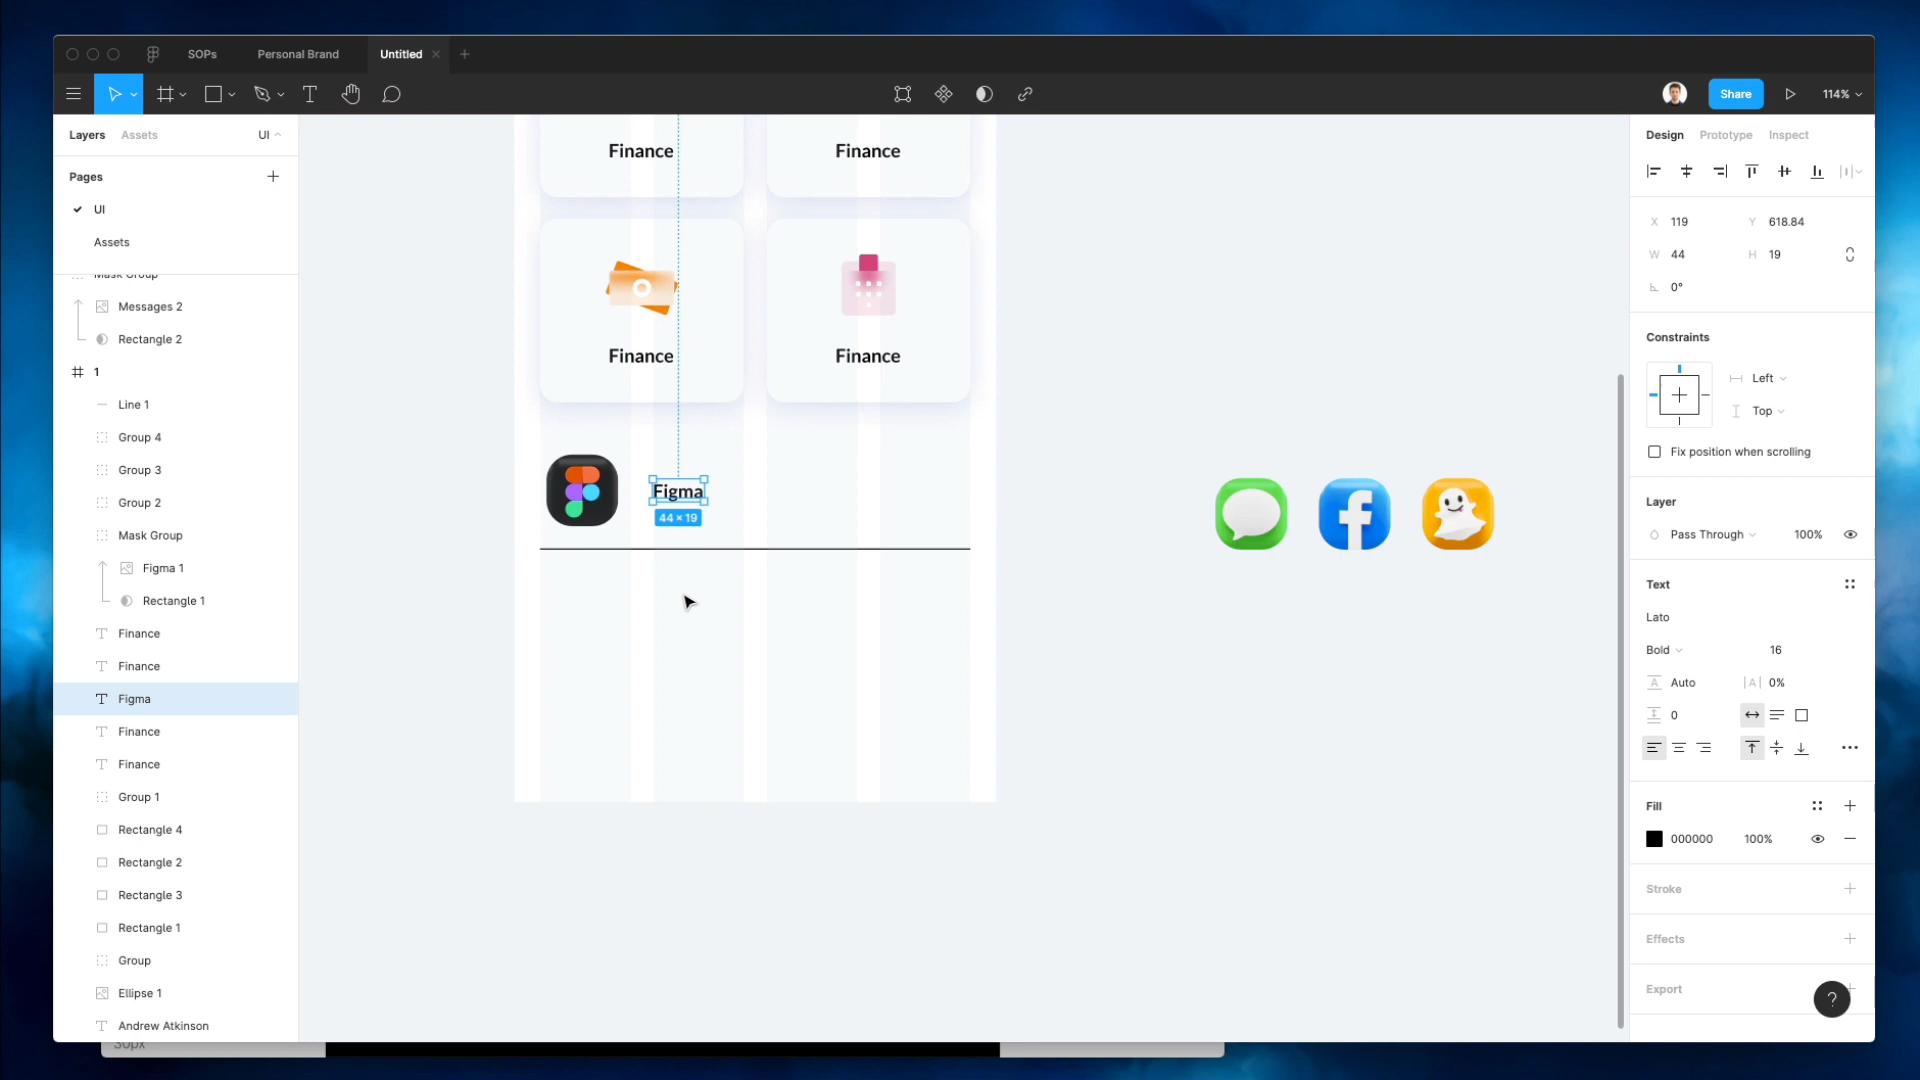 SOPs
Personal Brand
Untitled
Share
114%
Layers
Assets
UI
Pages
UI
Assets
Mask Group
Messages 2
Rectangle 2
1
Line 1
Group 4
Group 3
Group 2
Mask Group
Figma 1
Rectangle 1
Finance
Finance
Figma
Finance
Finance
Group 1
Rectangle 4
Rectangle 2
Rectangle 3
Rectangle 1
Group
Ellipse 1
Andrew Atkinson
30px
Finance
Finance
Finance
Finance
Figma
44 × 19
Design
Prototype
Inspect
X 119
Y 618.84
W 44
H 19
0°
Constraints
Left
Top
Fix position when scrolling
Layer
Pass Through
100%
Text
Lato
Bold
16
A Auto
|A| 0%
0
Fill
000000
100%
Stroke
Effects
Export
?